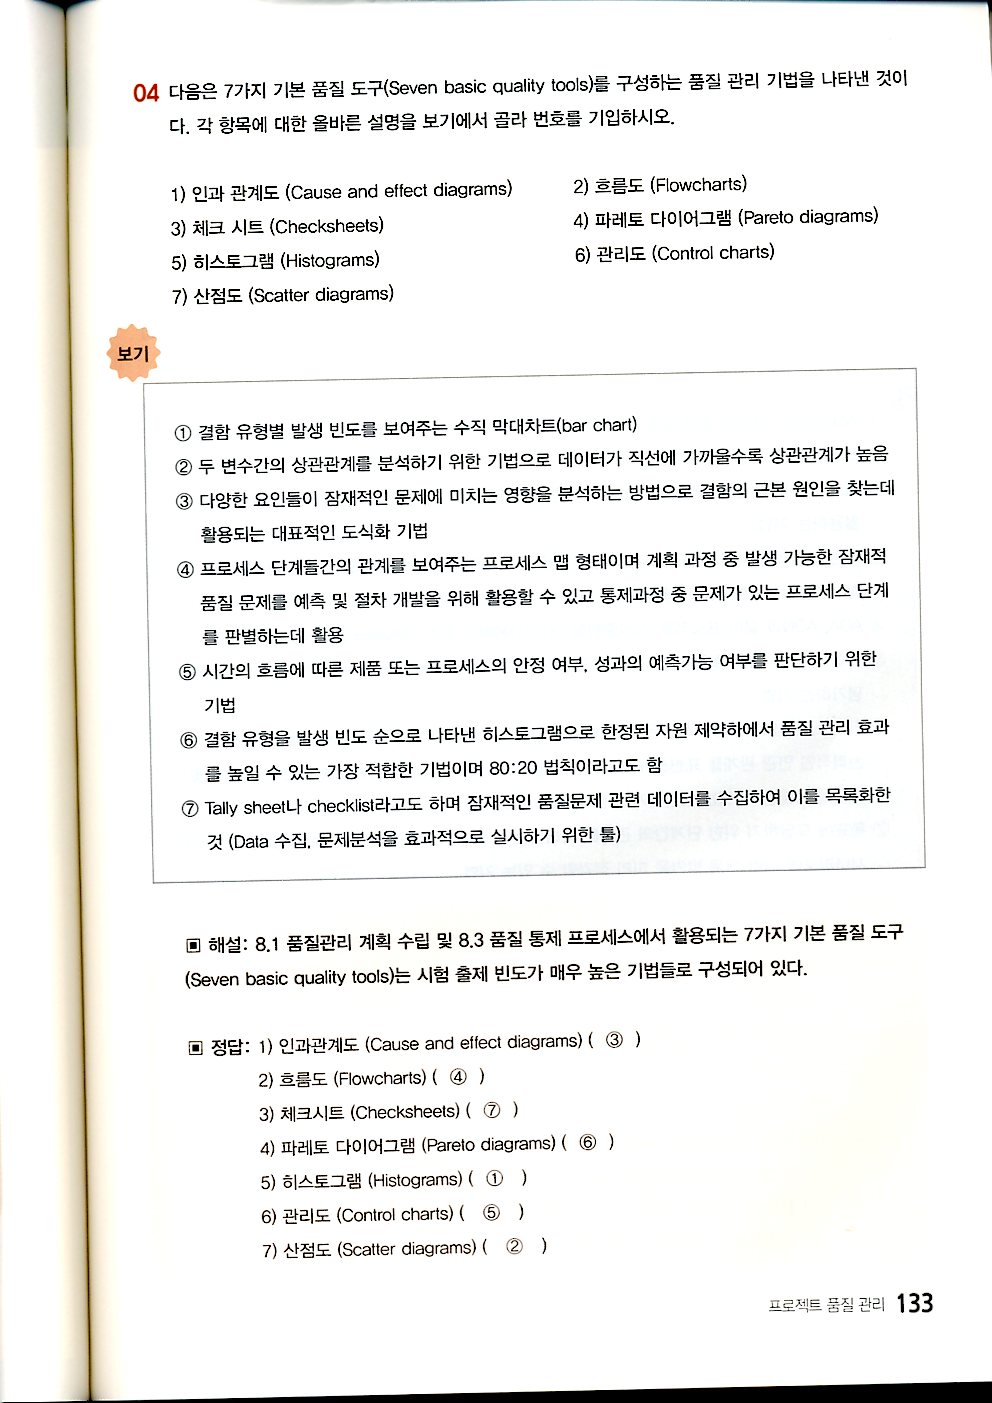 04 다음은 7가지 기본 품질 도구(Seven basic quality tools)를 구성하는 품질 관리 기법을 나타낸 것이
다. 각 항목에 대한 올바른 설명을 보기에서 골라 번호를 기입하시오.
1) 인과 관계도 (Cause and effect diagrams)
2) 흐름도 (Flowcharts)
3) 체크 시트 (Checksheets)
4) 파레토 다이어그램 (Pareto diagrams)
5) 히스토그램 (Histograms)
6) 관리도 (Control charts)
7) 산점도 (Scatter diagrams)
보기
① 결함 유형별 발생 빈도를 보여주는 수직 막대차트(bar chart)
② 두 변수간의 상관관계를 분석하기 위한 기법으로 데이터가 직선에 가까울수록 상관관계가 높음
③ 다양한 요인들이 잠재적인 문제에 미치는 영향을 분석하는 방법으로 결함의 근본 원인을 찾는데
활용되는 대표적인 도식화 기법
④ 프로세스 단계들간의 관계를 보여주는 프로세스 맵 형태이며 계획 과정 중 발생 가능한 잠재적
품질 문제를 예측 및 절차 개발을 위해 활용할 수 있고 통제과정 중 문제가 있는 프로세스 단계
를 판별하는데 활용
⑤ 시간의 흐름에 따른 제품 또는 프로세스의 안정 여부, 성과의 예측가능 여부를 판단하기 위한
기법
⑥ 결함 유형을 발생 빈도 순으로 나타낸 히스토그램으로 한정된 자원 제약하에서 품질 관리 효과
를 높일 수 있는 가장 적합한 기법이며 80:20 법칙이라고도 함
⑦ Tally sheet나 checklist라고도 하며 잠재적인 품질문제 관련 데이터를 수집하여 이를 목록화한
것 (Data 수집, 문제분석을 효과적으로 실시하기 위한 툴)
▣ 해설: 8.1 품질관리 계획 수립 및 8.3 품질 통제 프로세스에서 활용되는 7가지 기본 품질 도구
(Seven basic quality tools)는 시험 출제 빈도가 매우 높은 기법들로 구성되어 있다.
▣ 정답: 1) 인과관계도 (Cause and effect diagrams) ( ③ )
2) 흐름도 (Flowcharts) ( ④ )
3) 체크시트 (Checksheets) ( ⑦ )
4) 파레토 다이어그램 (Pareto diagrams) ( ⑥ )
5) 히스토그램 (Histograms) ( ① )
6) 관리도 (Control charts) ( ⑤ )
7) 산점도 (Scatter diagrams) ( ② )
프로젝트 품질 관리 133